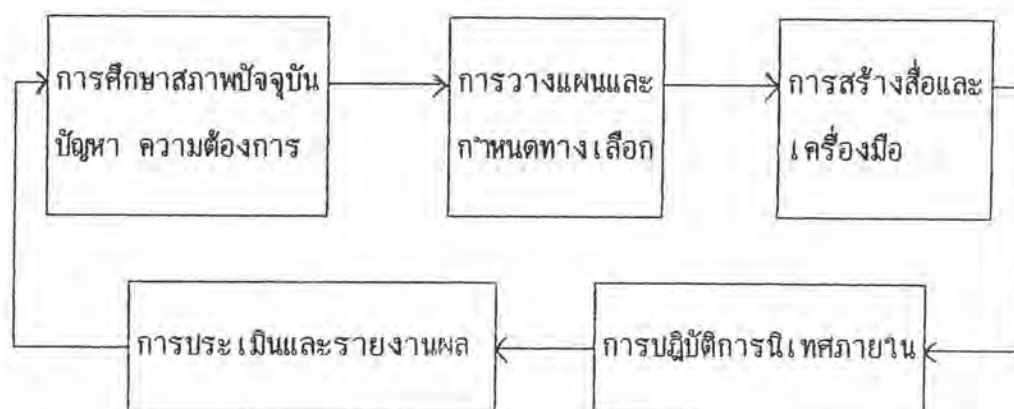 การศึกษาสภาพปัจจุบัน
ปัญหา ความต้องการ
การวางแผนและ
กำหนดทางเลือก
การสร้างสื่อและ
เครื่องมือ
การประเมินและรายงานผล
การปฏิบัติการนิเทศภายใน